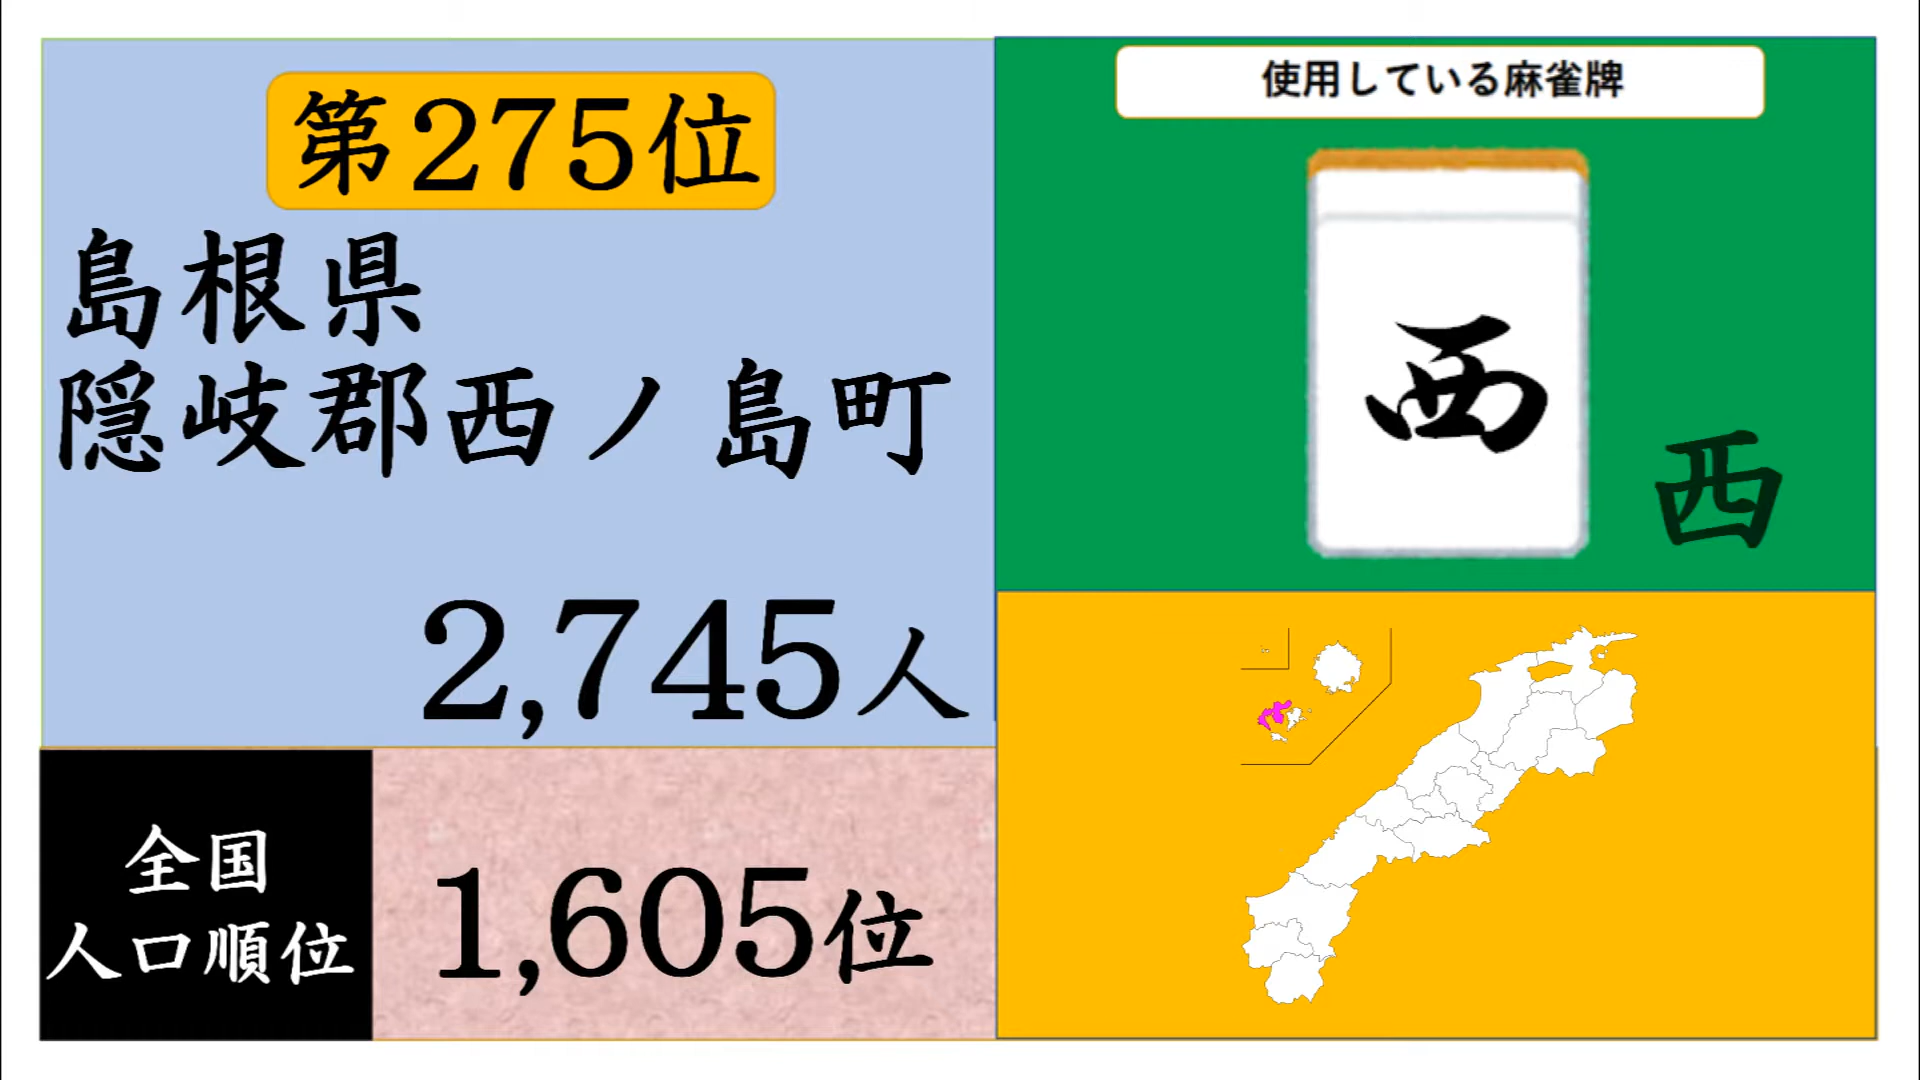 第275位
島根県
隠岐郡西ノ島町
2,745人
全国
人口順位
1,605位
使用している麻雀牌
西
西